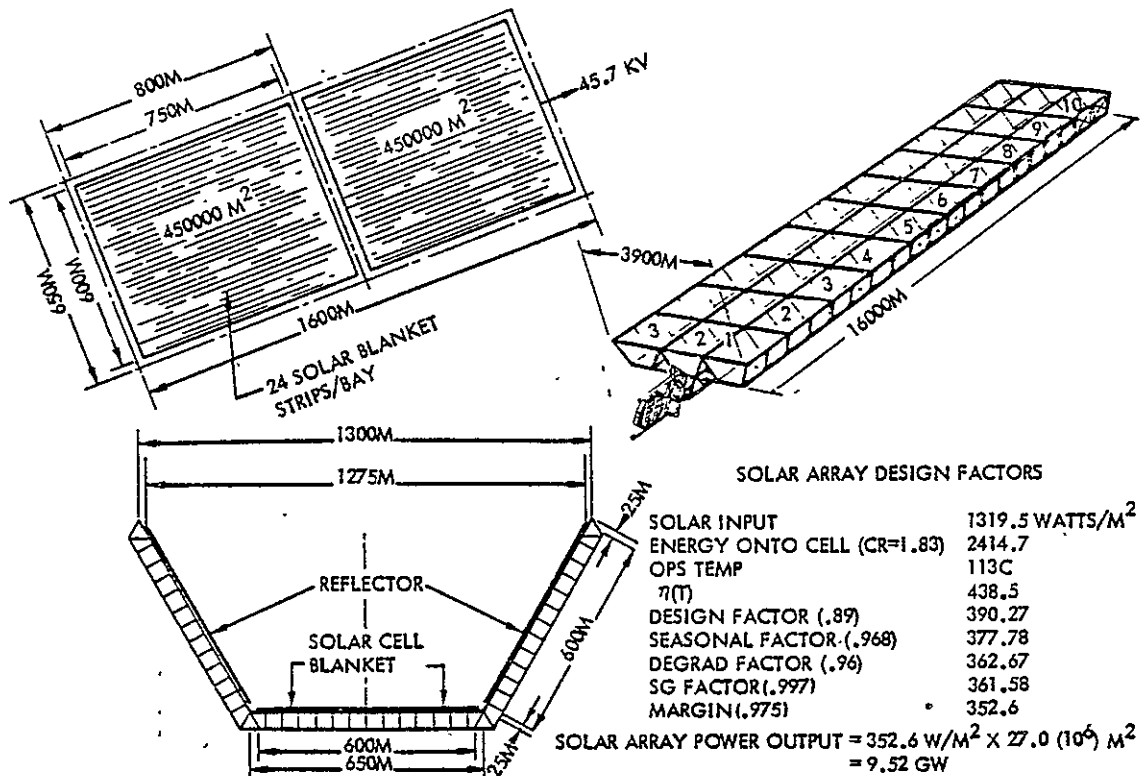 800M
750M
45.7 KV
450000 M²
450000 M²
650M
600M
1600M
24 SOLAR BLANKET
STRIPS/BAY
3900M
16000M
1
2
3
4
5
6
7
8
9
10
3
2
1300M
1275M
25M
REFLECTOR
SOLAR CELL
BLANKET
600M
600M
650M
25M
SOLAR ARRAY DESIGN FACTORS
SOLAR INPUT 1319.5 WATTS/M²
ENERGY ONTO CELL (CR=1.83) 2414.7
OPS TEMP 113C
η(T) 438.5
DESIGN FACTOR (.89) 390.27
SEASONAL FACTOR (.968) 377.78
DEGRAD FACTOR (.96) 362.67
SG FACTOR (.997) 361.58
MARGIN (.975) 352.6
SOLAR ARRAY POWER OUTPUT = 352.6 W/M² X 27.0 (10⁶) M²
= 9.52 GW